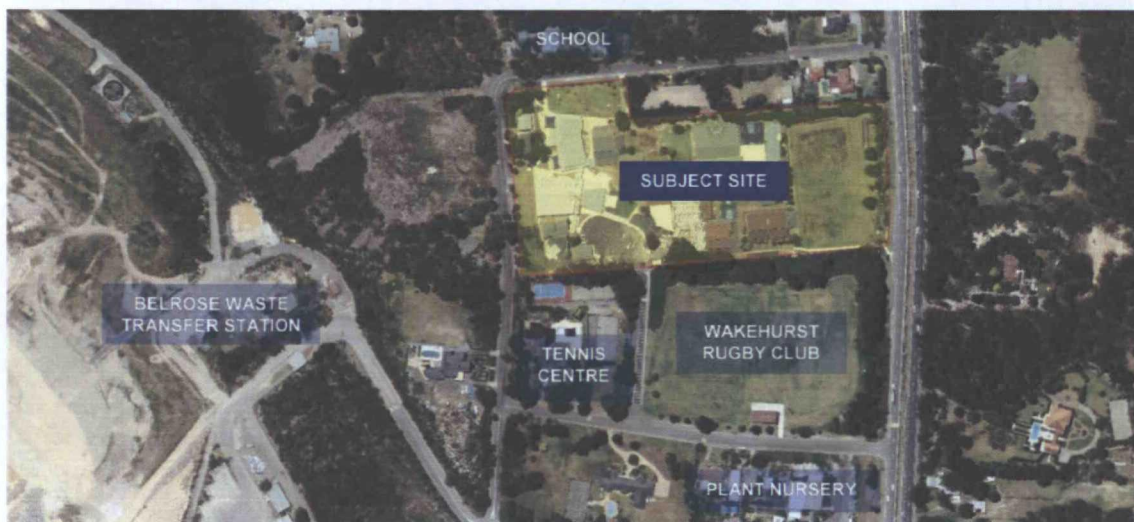 SCHOOL
SUBJECT SITE
BELROSE WASTE
TRANSFER STATION
WAKEHURST
RUGBY CLUB
TENNIS
CENTRE
PLANT NURSERY